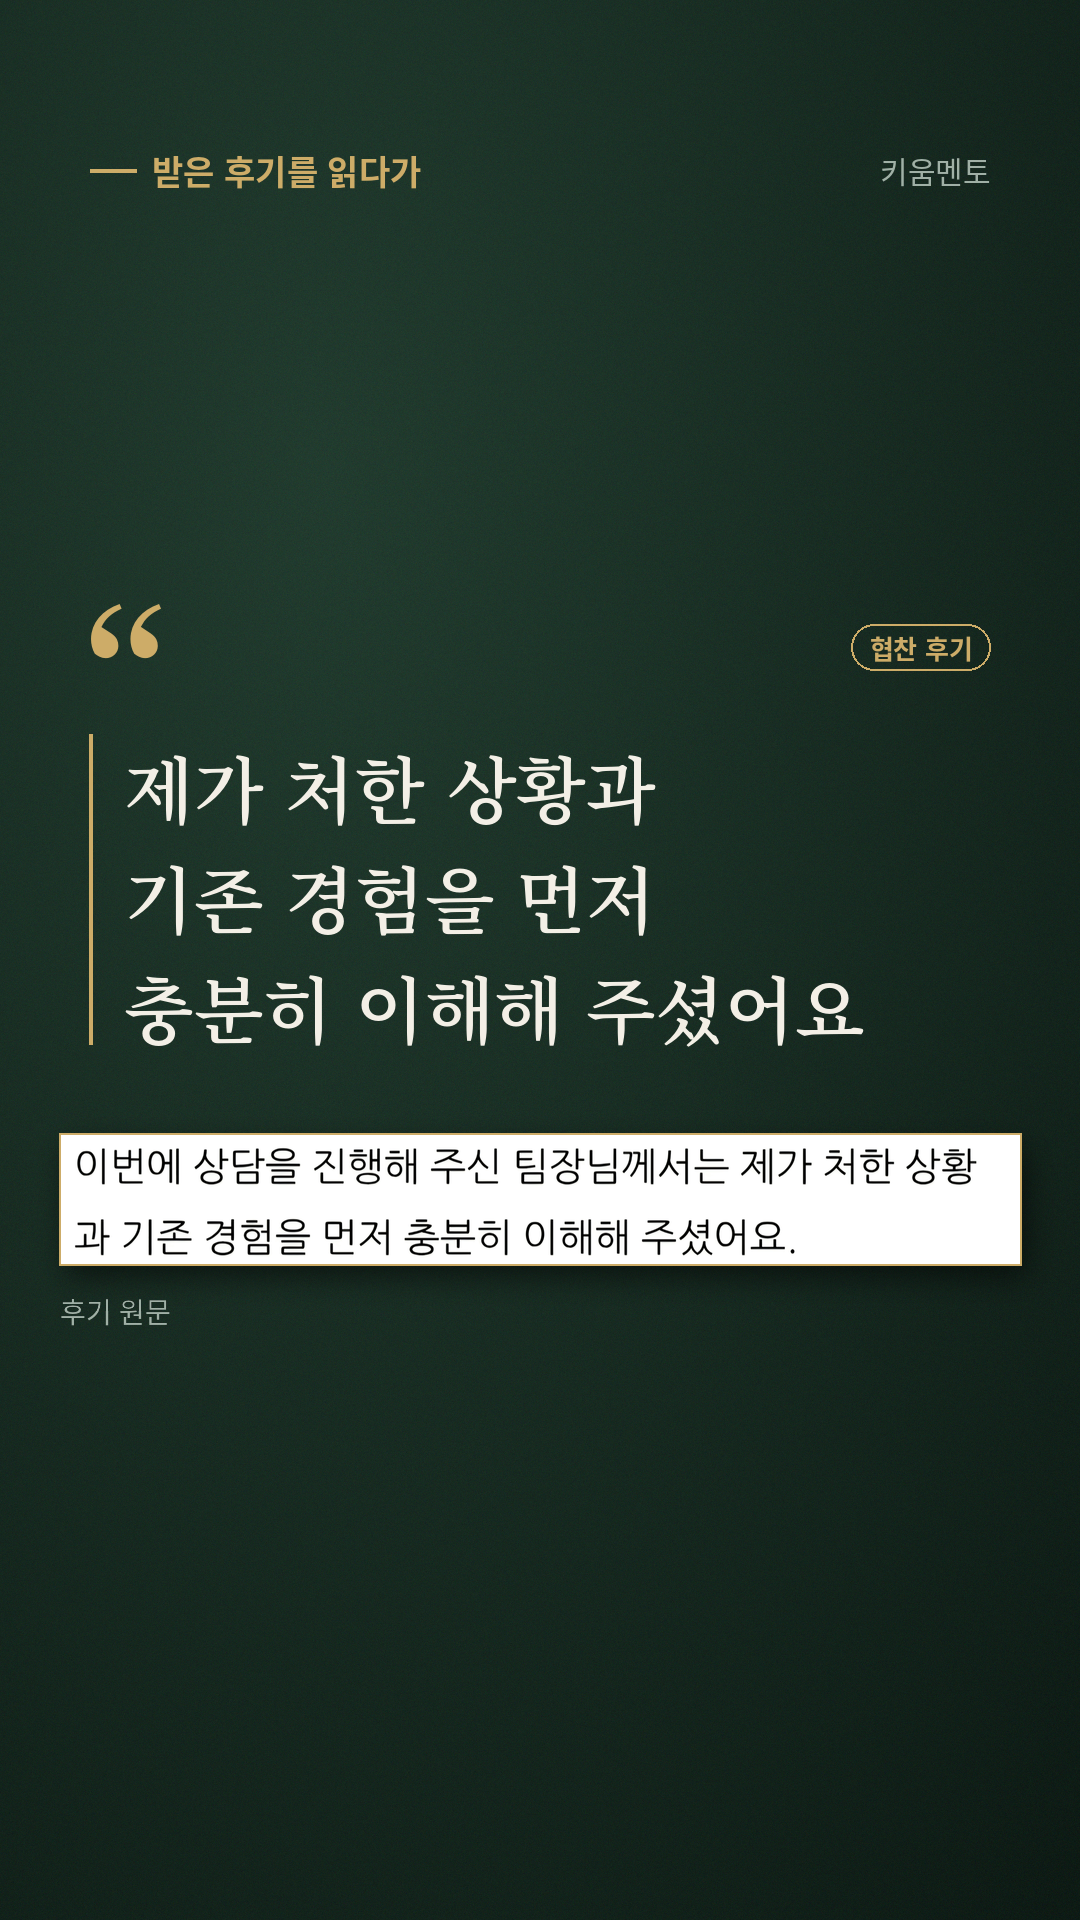 받은 후기를 읽다가
키움멘토
“
협찬 후기
제가 처한 상황과
기존 경험을 먼저
충분히 이해해 주셨어요
이번에 상담을 진행해 주신 팀장님께서는 제가 처한 상황
과 기존 경험을 먼저 충분히 이해해 주셨어요.
후기 원문